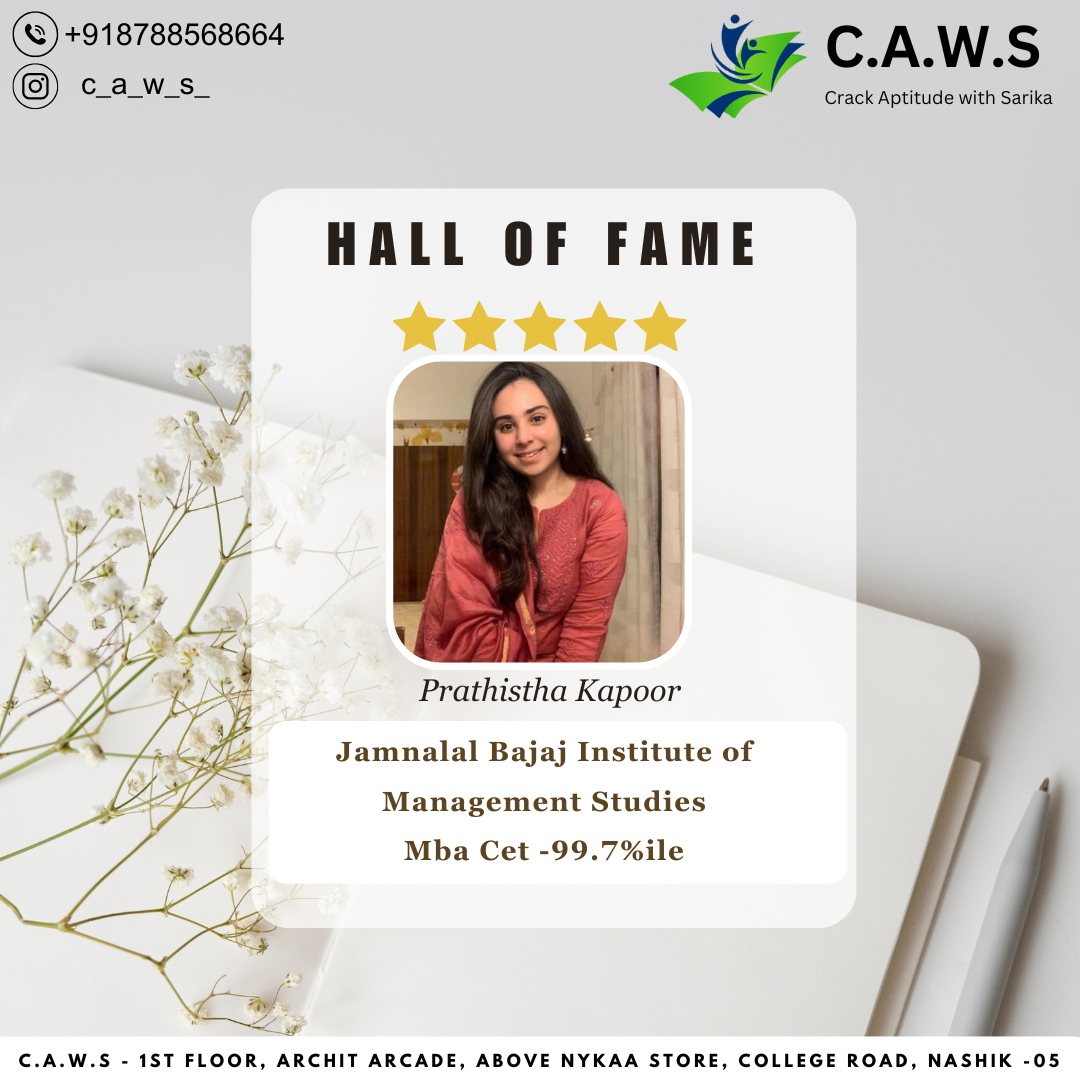 +918788568664
c_a_w_s_
C.A.W.S
Crack Aptitude with Sarika
HALL OF FAME
Prathistha Kapoor
Jamnalal Bajaj Institute of
Management Studies
Mba Cet -99.7%ile
C.A.W.S - 1ST FLOOR, ARCHIT ARCADE, ABOVE NYKAA STORE, COLLEGE ROAD, NASHIK -05